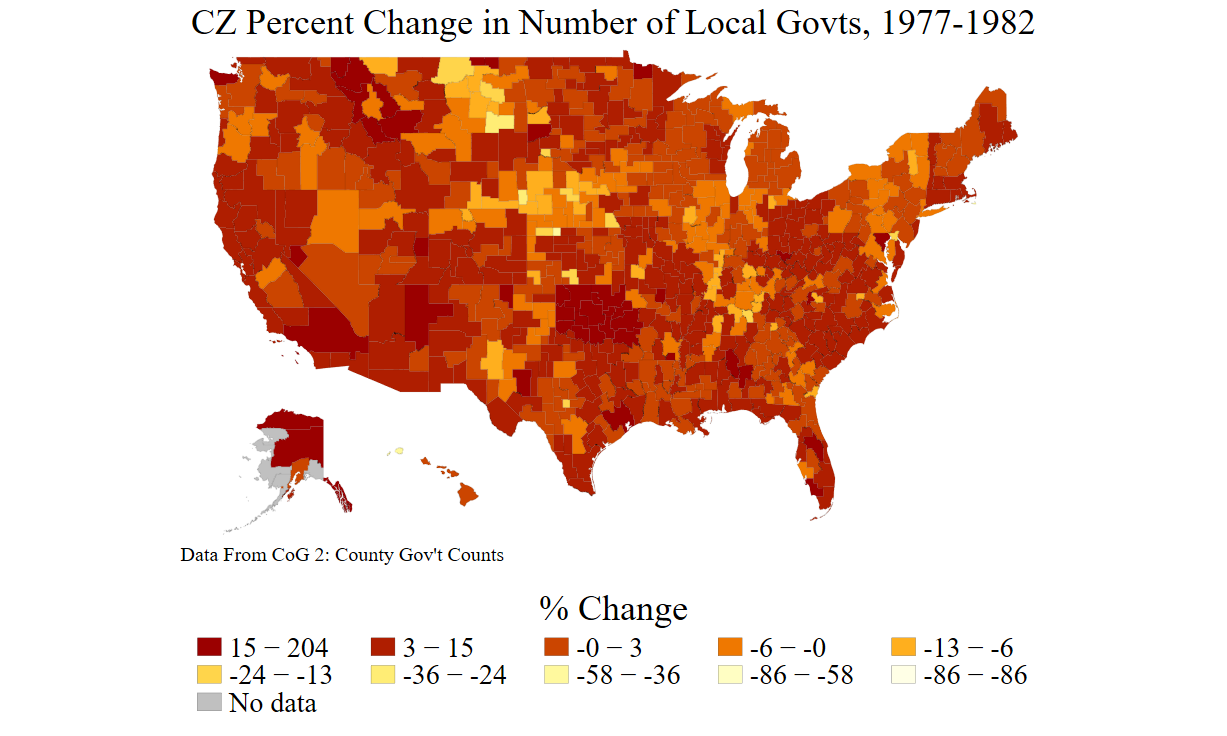 CZ Percent Change in Number of Local Govts, 1977-1982
Data From CoG 2: County Gov't Counts
% Change
15 − 204 3 − 15 -0 − 3 -6 − -0 -13 − -6
-24 − -13 -36 − -24 -58 − -36 -86 − -58 -86 − -86
No data